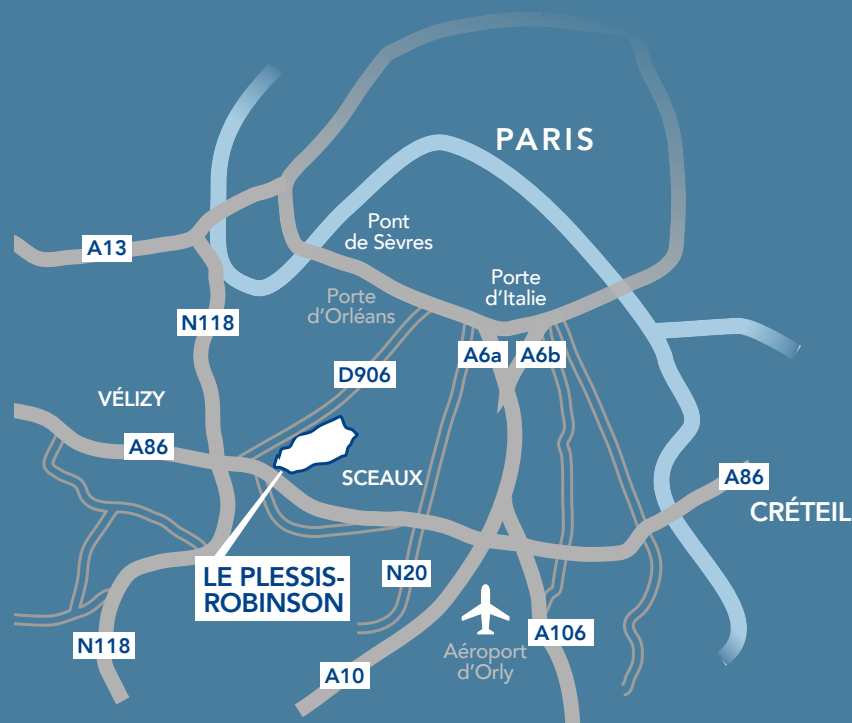 PARIS
Pont
de Sèvres
A13
Porte
d'Italie
Porte
d'Orléans
N118
A6a
A6b
D906
VÉLIZY
A86
SCEAUX
A86
CRÉTEIL
LE PLESSIS-
ROBINSON
N20
A106
N118
Aéroport
d'Orly
A10